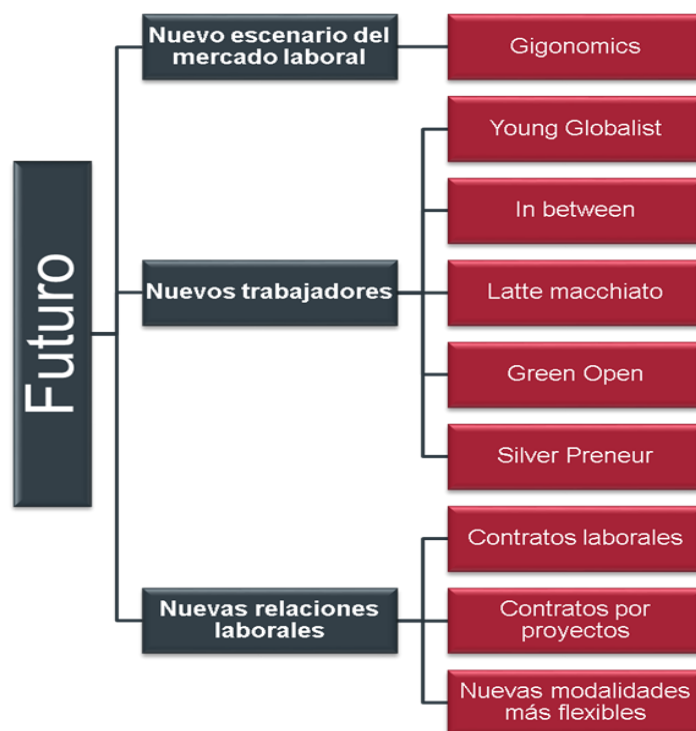 Futuro
Nuevo escenario del
mercado laboral
Gigonomics
Nuevos trabajadores
Young Globalist
In between
Latte macchiato
Green Open
Silver Preneur
Nuevas relaciones
laborales
Contratos laborales
Contratos por
proyectos
Nuevas modalidades
más flexibles